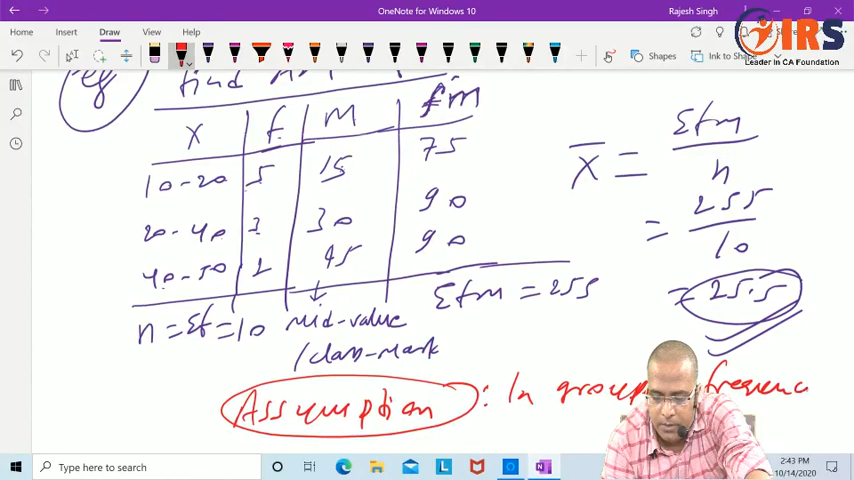 OneNote for Windows 10
Rajesh Singh
Home Insert Draw View Help
Shapes
Ink to
IRS
Leader in CA Foundation
eg find
X f M fm
10-20 5 15 75
20-40 3 30 90
40-50 2 45 90
n = Σf = 10
Σfm = 255
mid-value
/class-mark
X̄ = Σfm / n
= 255 / 10
= 25.5
Assumption : In groupe frequenc
Type here to search
2:43 PM
10/14/2020